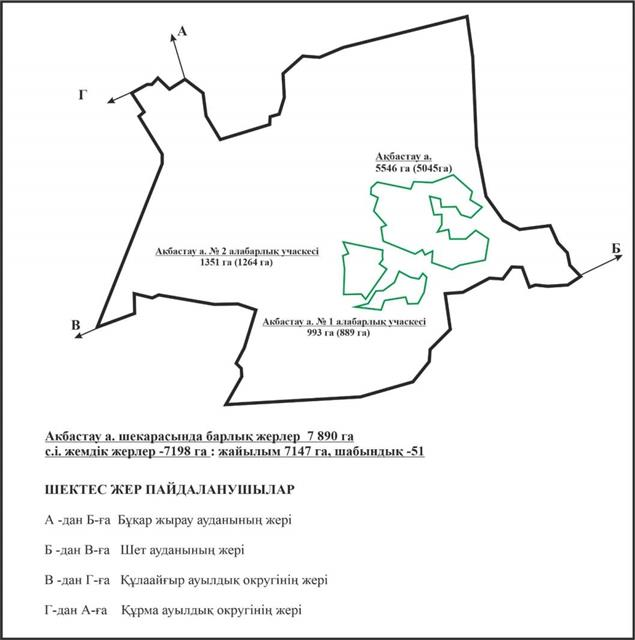 А
Г
Ақбастау а.
5546 га (5045га)
Ақбастау а. № 2 алабарлық учаскесі
1351 га (1264 га)
Б
В
Ақбастау а. № 1 алабарлық учаскесі
993 га (889 га)
Ақбастау а. шекарасында барлық жерлер 7 890 га
с.і. жемдік жерлер -7198 га : жайылым 7147 га, шабындық -51
ШЕКТЕС ЖЕР ПАЙДАЛАНУШЫЛАР
А -дан Б-ға Бұқар жырау ауданының жері
Б -дан В-ға Шет ауданының жері
В -дан Г-ға Құлаайғыр ауылдық округінің жері
Г-дан А-ға Құрма ауылдық округінің жері